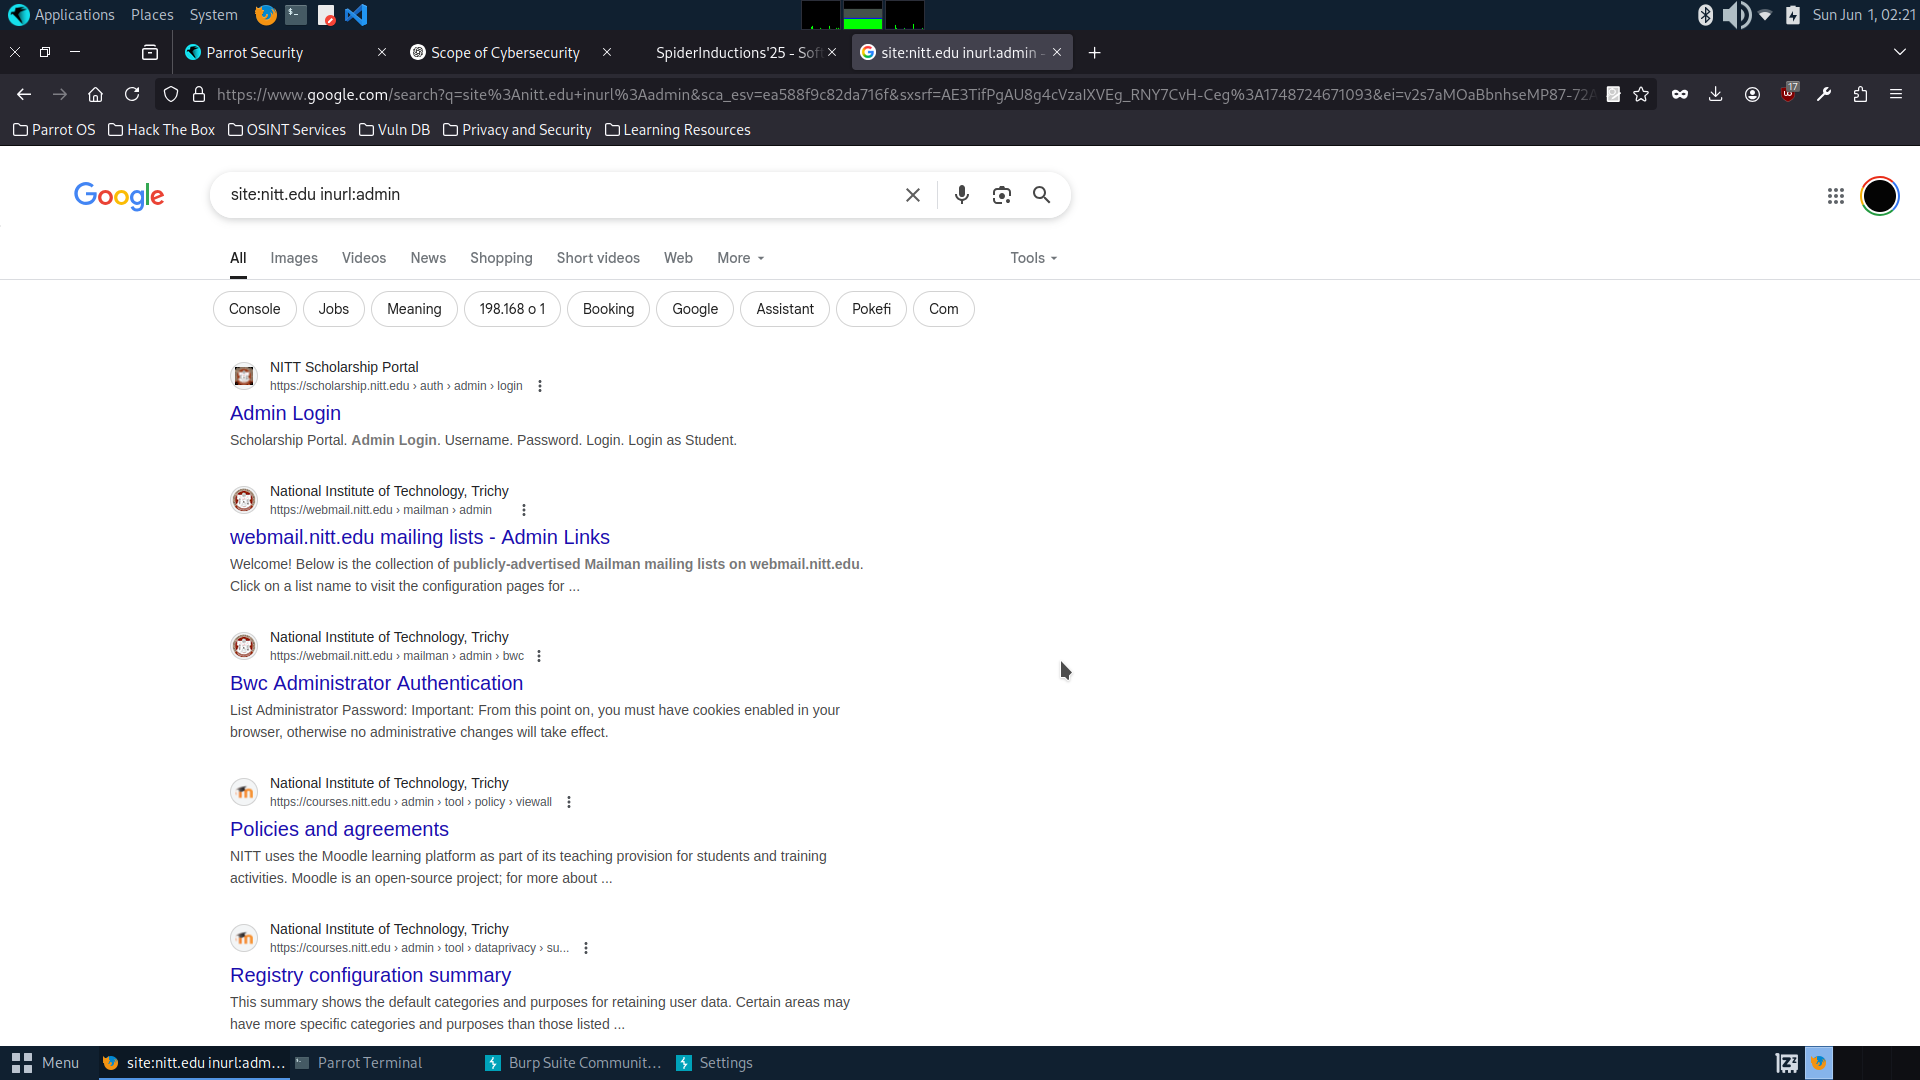 Applications Places System
Sun Jun 1, 02:21
Parrot Security
Scope of Cybersecurity
SpiderInductions'25 - Soft
site:nitt.edu inurl:admin -
https://www.google.com/search?q=site%3Anitt.edu+inurl%3Aadmin&sca_esv=ea588f9c82da716f&sxsrf=AE3TifPgAU8g4cVzaIXVEg_RNY7CvH-Ceg%3A1748724671093&ei=v2s7aMOaBbnhseMP87-72A
17
Parrot OS
Hack The Box
OSINT Services
Vuln DB
Privacy and Security
Learning Resources
Google
site:nitt.edu inurl:admin
All Images Videos News Shopping Short videos Web More Tools
Console Jobs Meaning 198.168 o 1 Booking Google Assistant Pokefi Com
NITT Scholarship Portal
https://scholarship.nitt.edu › auth › admin › login
Admin Login
Scholarship Portal. Admin Login. Username. Password. Login. Login as Student.
National Institute of Technology, Trichy
https://webmail.nitt.edu › mailman › admin
webmail.nitt.edu mailing lists - Admin Links
Welcome! Below is the collection of publicly-advertised Mailman mailing lists on webmail.nitt.edu.
Click on a list name to visit the configuration pages for ...
National Institute of Technology, Trichy
https://webmail.nitt.edu › mailman › admin › bwc
Bwc Administrator Authentication
List Administrator Password: Important: From this point on, you must have cookies enabled in your
browser, otherwise no administrative changes will take effect.
National Institute of Technology, Trichy
https://courses.nitt.edu › admin › tool › policy › viewall
Policies and agreements
NITT uses the Moodle learning platform as part of its teaching provision for students and training
activities. Moodle is an open-source project; for more about ...
National Institute of Technology, Trichy
https://courses.nitt.edu › admin › tool › dataprivacy › su...
Registry configuration summary
This summary shows the default categories and purposes for retaining user data. Certain areas may
have more specific categories and purposes than those listed ...
Menu
site:nitt.edu inurl:adm...
Parrot Terminal
Burp Suite Communit...
Settings